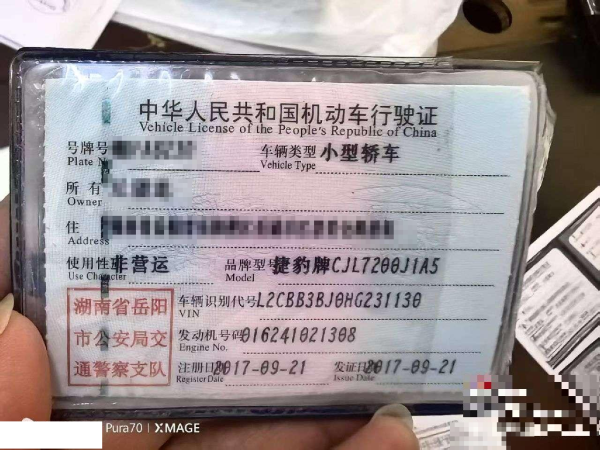 中华人民共和国机动车行驶证
Vehicle License of the People's Republic of China
号牌号
Plate No
车辆类型 小型轿车
Vehicle Type
所有
Owner
住
Address
使用性 非营运
Use Character
品牌型号 捷豹牌CJL7200J1A5
Model
湖南省岳阳
市公安局交
通警察支队
车辆识别代号 L2CBB3BJ0HG231130
VIN
发动机号码 016241021308
Engine No.
注册日 2017-09-21
Register Date
发证日 2017-09-21
Issue Date
Pura70 | XMAGE